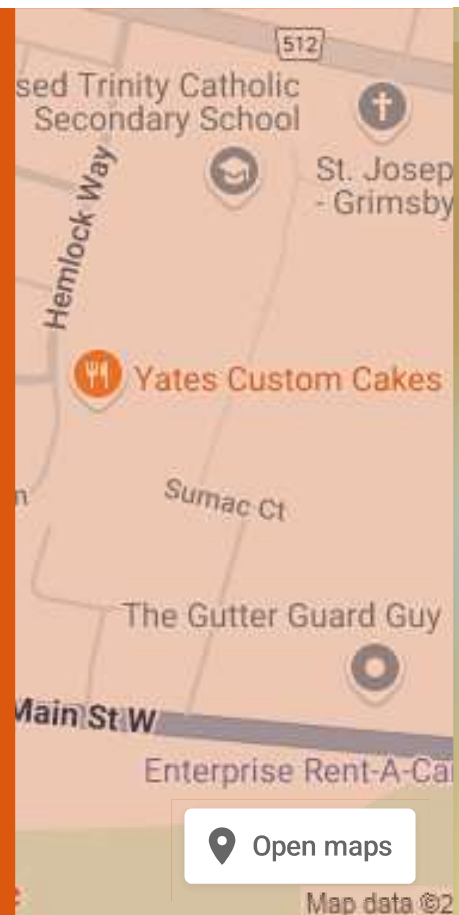 512
sed Trinity Catholic
Secondary School
St. Josep
- Grimsby
Hemlock Way
Yates Custom Cakes
n
Sumac Ct
The Gutter Guard Guy
Main St W
Enterprise Rent-A-Ca
Open maps
Map data ©2